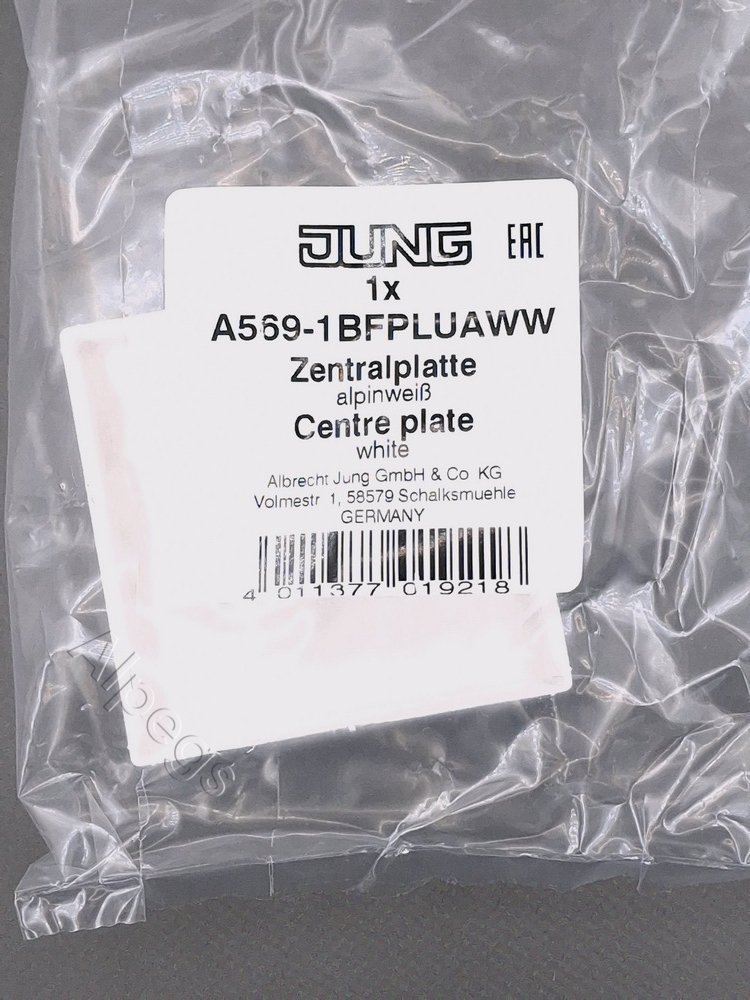 JUNG EAC
1x
A569-1BFPLUAWW
Zentralplatte
alpinweiß
Centre plate
white
Albrecht Jung GmbH & Co KG
Volmestr 1, 58579 Schalksmuehle
GERMANY
4 011377 019218
Alpegs